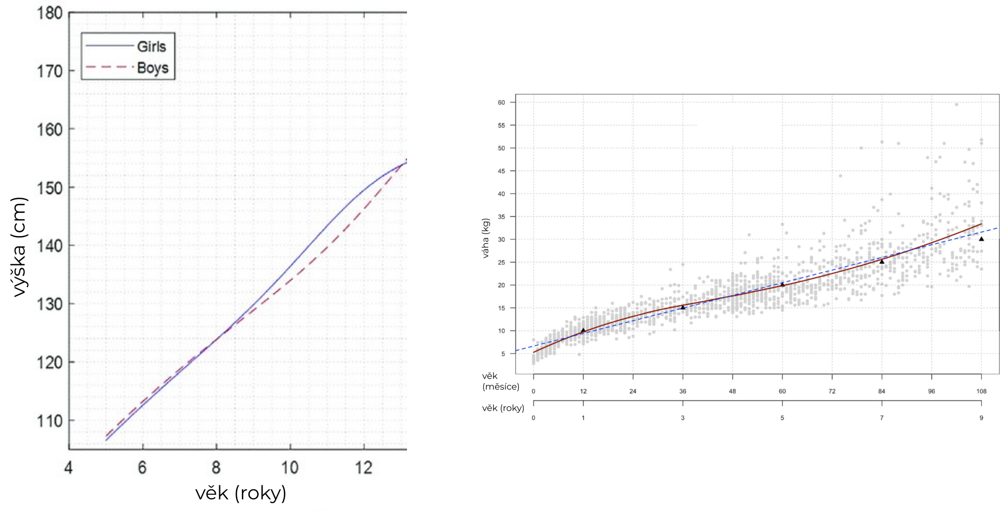 180
170
160
150
140
130
120
110
Girls
Boys
výška (cm)
4 6 8 10 12
věk (roky)
60
55
50
45
40
35
30
25
20
15
10
5
váha (kg)
věk
(měsíce)
0 12 24 36 48 60 72 84 96 108
věk (roky)
0 1 3 5 7 9